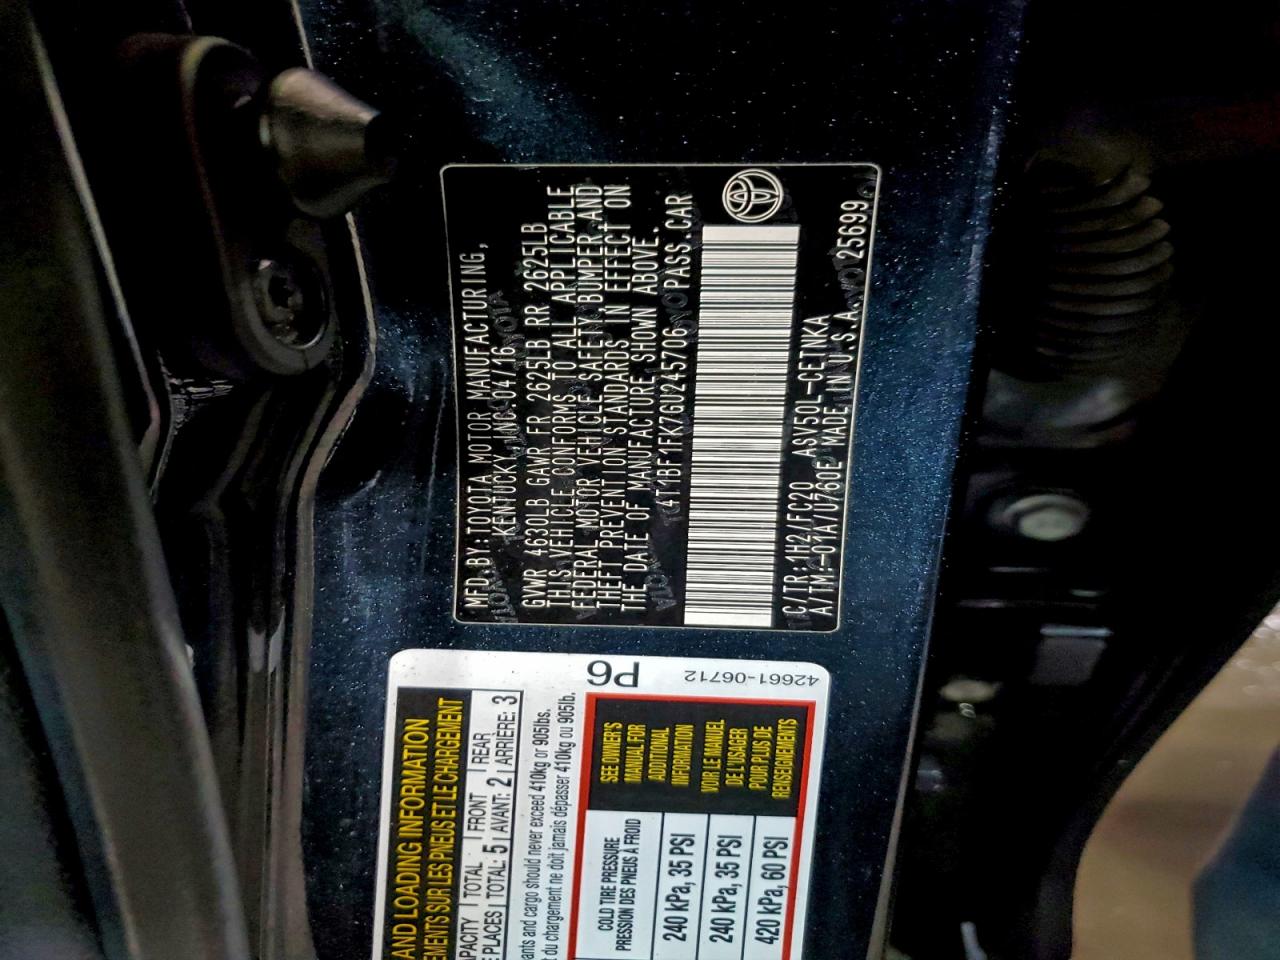 MFD.BY:TOYOTA MOTOR MANUFACTURING,
KENTUCKY, INC. 04/16
GVWR 4630LB GAWR FR 2625LB RR 2625LB
THIS VEHICLE CONFORMS TO ALL APPLICABLE
FEDERAL MOTOR VEHICLE SAFETY,BUMPER,AND
THEFT PREVENTION STANDARDS IN EFFECT ON
THE DATE OF MANUFACTURE SHOWN ABOVE.
4T1BF1FK7GU245706 PASS.CAR
C/TR:1H2/FC20 ASV50L-CETNKA
A/TM:-01A/U760E MADE IN U.S.A. 25699
AND LOADING INFORMATION
EMENTS SUR LES PNEUS ET LE CHARGEMENT
APACITY TOTAL FRONT REAR
E PLACES TOTAL: 5 AVANT: 2 ARRIÈRE: 3
ants and cargo should never exceed 410kg or 905lbs.
t du chargement ne doit jamais dépasser 410kg ou 905lb.
COLD TIRE PRESSURE
PRESSION DES PNEUS À FROID
240 kPa, 35 PSI
240 kPa, 35 PSI
420 kPa, 60 PSI
SEE OWNER'S
MANUAL FOR
ADDITIONAL
INFORMATION
VOIR LE MANUEL
DE L'USAGER
POUR PLUS DE
RENSEIGNEMENTS
P6
42661-06712